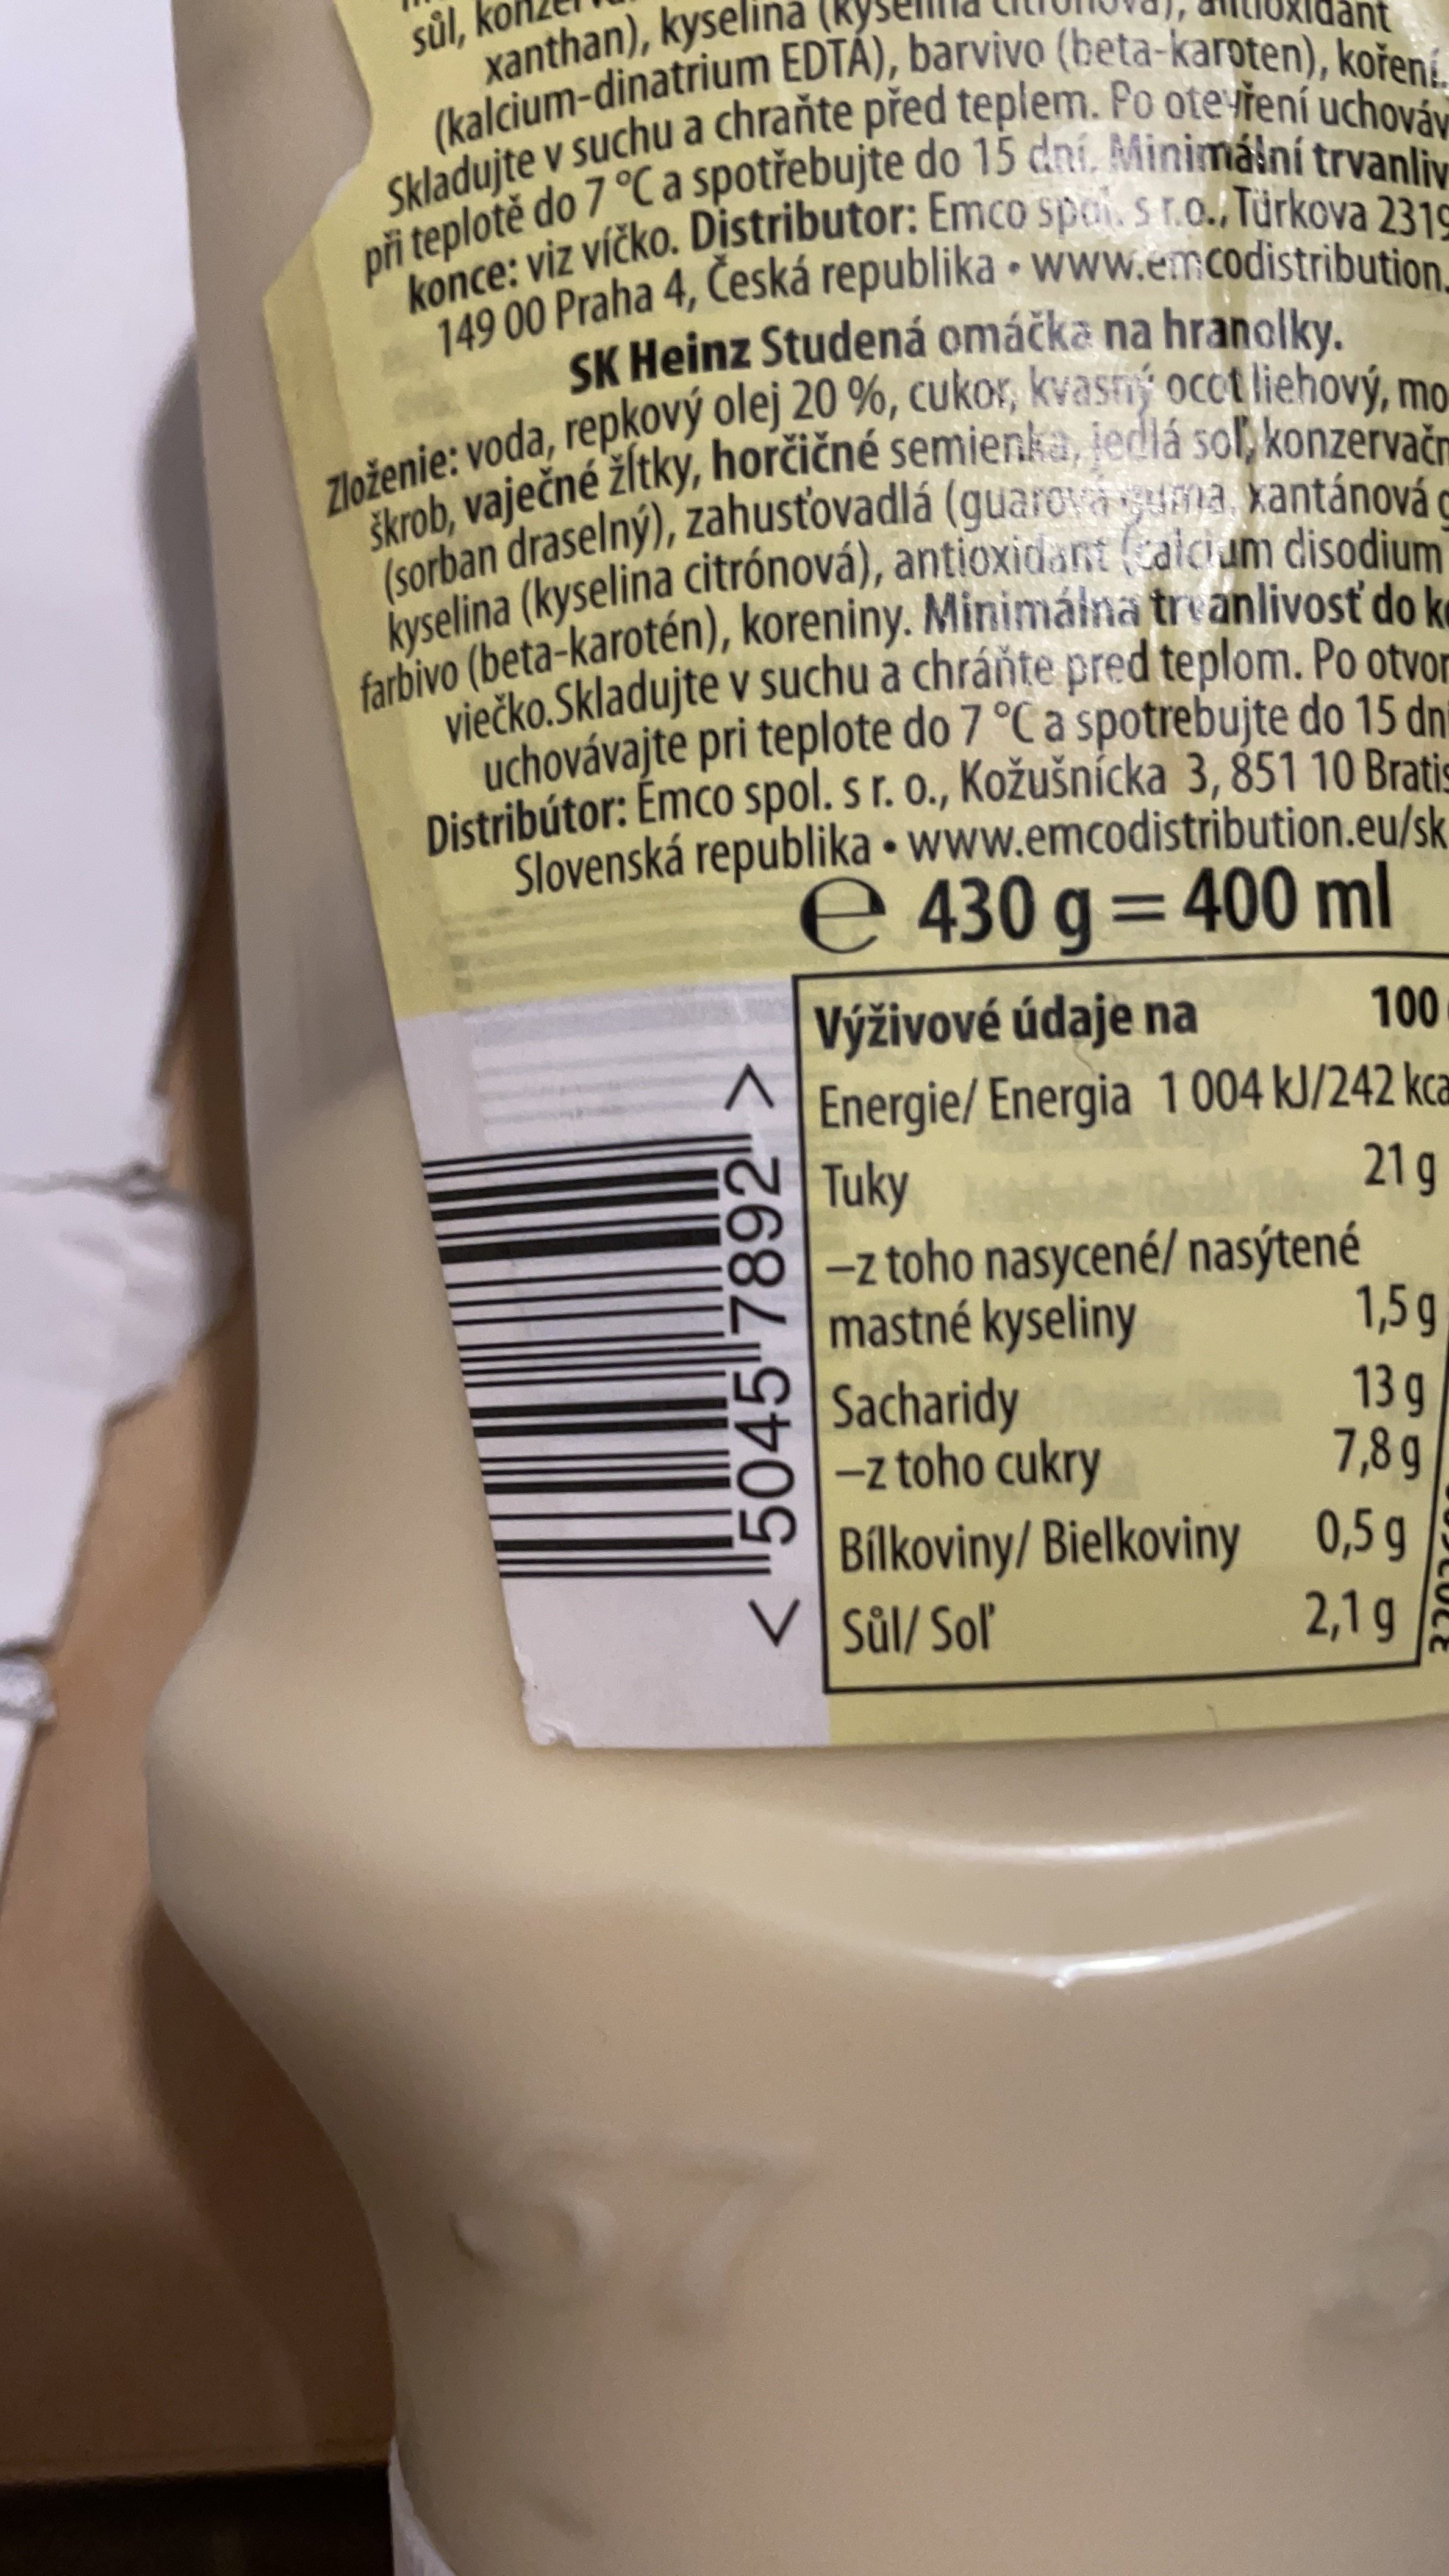 sůl,
xanthan), kyselina
(kalcium-dinatrium EDTA), barvivo (beta-karoten), koření.
Skladujte v suchu a chraňte před teplem. Po otevření
při teplotě do 7 °C a spotřebujte do 15 dní. Minimální
konce: viz víčko. Distributor: Emco spol. s r.o., Türkova 2319
149 00 Praha 4, Česká republika • www.emcodistribution.
SK Heinz Studená omáčka na hranolky.
Zloženie: voda, repkový olej 20 %, cukor, kvasný ocot liehový,
škrob, vaječné žĺtky, horčičné semienka, jedlá soľ,
(sorban draselný), zahusťovadlá (guarová guma, xantánová
kyselina (kyselina citrónová), antioxidant (calcium disodium
farbivo (beta-karotén), koreniny. Minimálna trvanlivosť do
viečko.Skladujte v suchu a chráňte pred teplom. Po
uchovávajte pri teplote do 7 °C a spotrebujte do 15
Distribútor: Emco spol. s r. o., Kožušnícka 3, 851 10
Slovenská republika • www.emcodistribution.eu/sk
e 430 g = 400 ml
Výživové údaje na 100
Energie/ Energia 1 004 kJ/242
Tuky 21 g
–z toho nasycené/ nasýtené
mastné kyseliny 1,5 g
Sacharidy 13 g
–z toho cukry 7,8 g
Bílkoviny/ Bielkoviny 0,5 g
Sůl/ Soľ 2,1 g
< 5045 7892 >